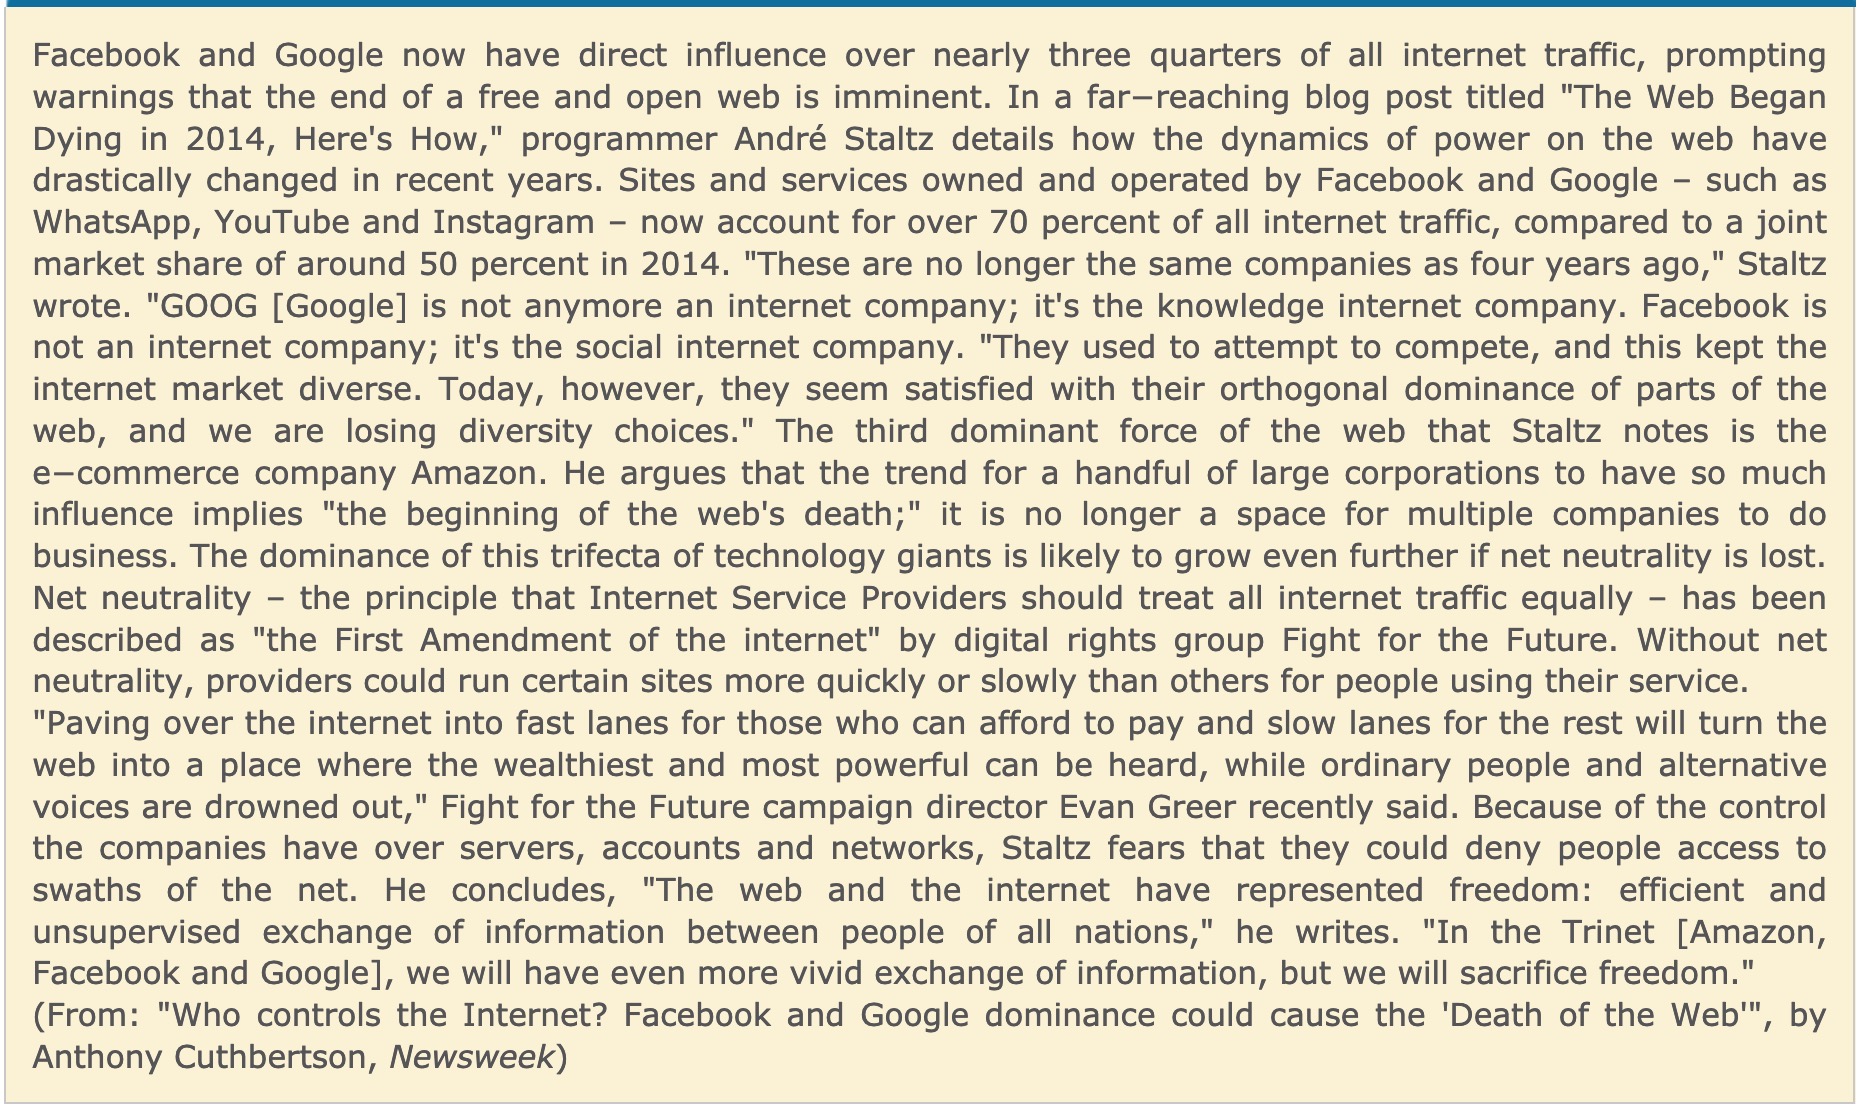 Facebook and Google now have direct influence over nearly three quarters of all internet traffic, prompting
warnings that the end of a free and open web is imminent. In a far−reaching blog post titled "The Web Began
Dying in 2014, Here's How," programmer André Staltz details how the dynamics of power on the web have
drastically changed in recent years. Sites and services owned and operated by Facebook and Google – such as
WhatsApp, YouTube and Instagram – now account for over 70 percent of all internet traffic, compared to a joint
market share of around 50 percent in 2014. "These are no longer the same companies as four years ago," Staltz
wrote. "GOOG [Google] is not anymore an internet company; it's the knowledge internet company. Facebook is
not an internet company; it's the social internet company. "They used to attempt to compete, and this kept the
internet market diverse. Today, however, they seem satisfied with their orthogonal dominance of parts of the
web, and we are losing diversity choices." The third dominant force of the web that Staltz notes is the
e−commerce company Amazon. He argues that the trend for a handful of large corporations to have so much
influence implies "the beginning of the web's death;" it is no longer a space for multiple companies to do
business. The dominance of this trifecta of technology giants is likely to grow even further if net neutrality is lost.
Net neutrality – the principle that Internet Service Providers should treat all internet traffic equally – has been
described as "the First Amendment of the internet" by digital rights group Fight for the Future. Without net
neutrality, providers could run certain sites more quickly or slowly than others for people using their service.
"Paving over the internet into fast lanes for those who can afford to pay and slow lanes for the rest will turn the
web into a place where the wealthiest and most powerful can be heard, while ordinary people and alternative
voices are drowned out," Fight for the Future campaign director Evan Greer recently said. Because of the control
the companies have over servers, accounts and networks, Staltz fears that they could deny people access to
swaths of the net. He concludes, "The web and the internet have represented freedom: efficient and
unsupervised exchange of information between people of all nations," he writes. "In the Trinet [Amazon,
Facebook and Google], we will have even more vivid exchange of information, but we will sacrifice freedom."
(From: "Who controls the Internet? Facebook and Google dominance could cause the 'Death of the Web'", by
Anthony Cuthbertson, Newsweek)